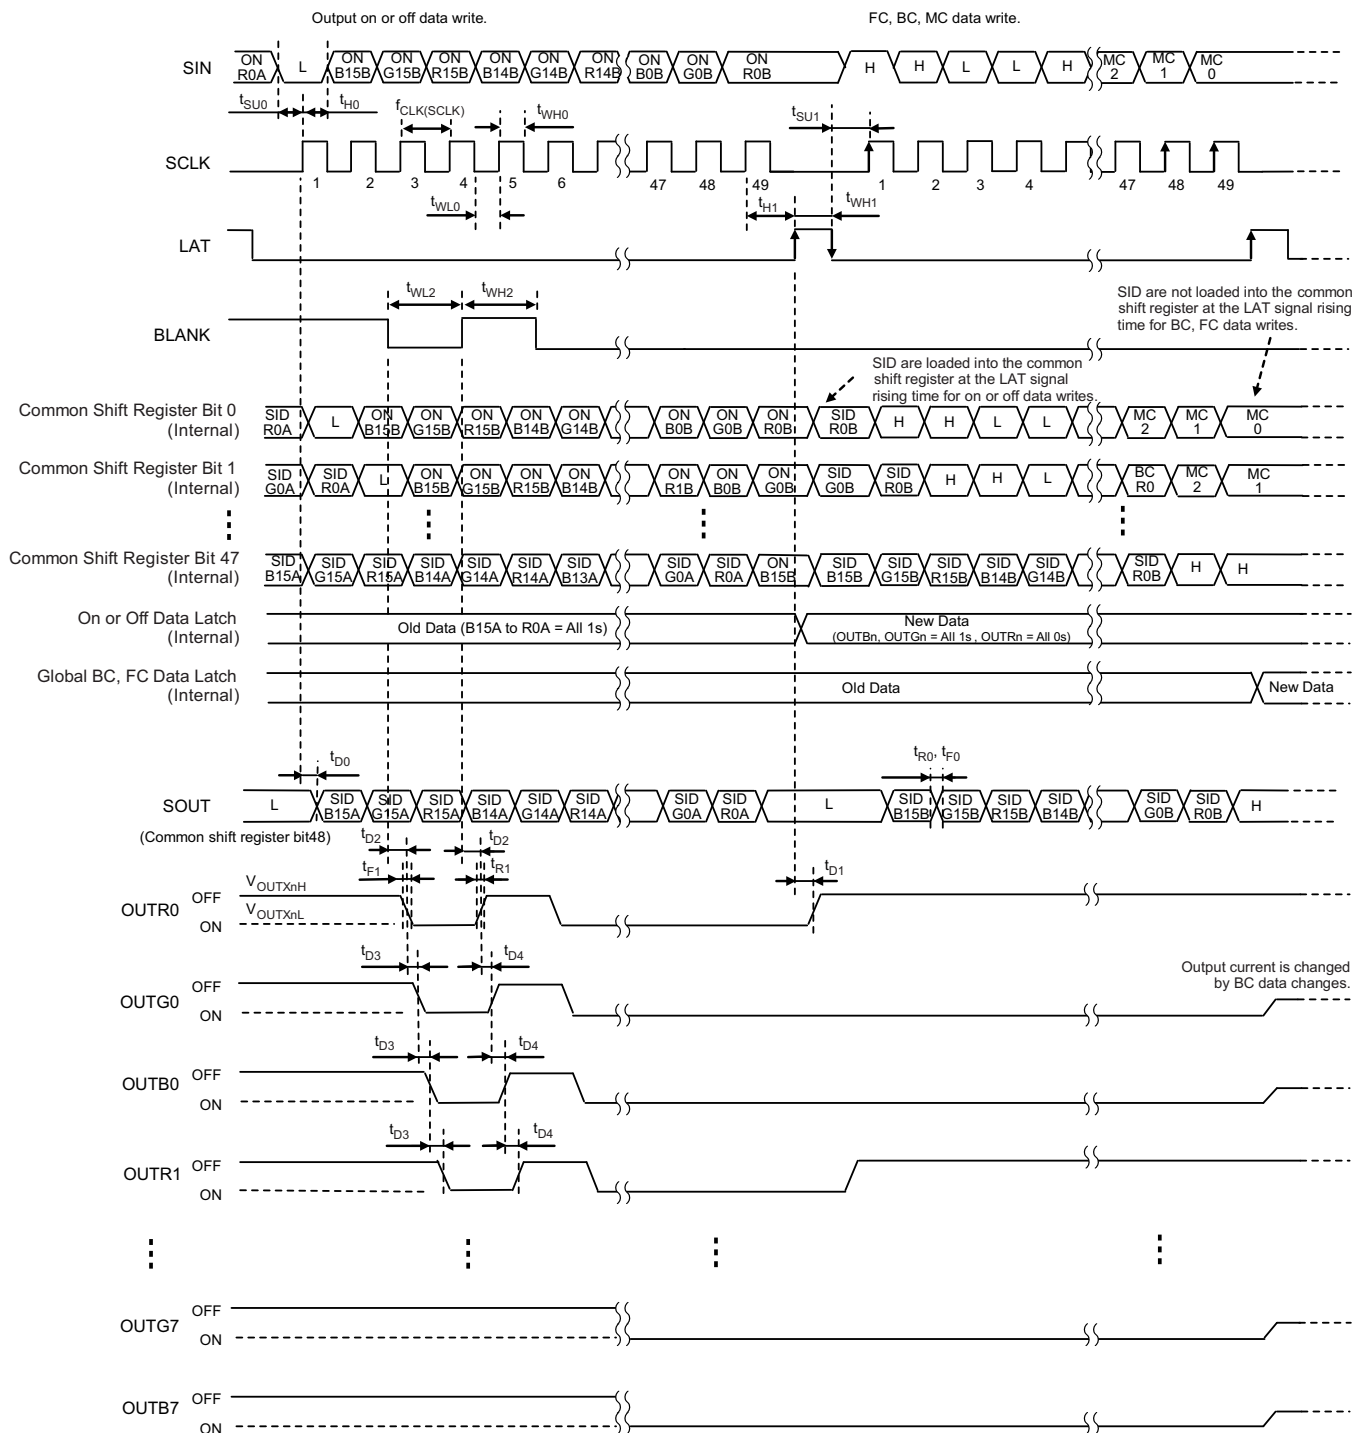 Output on or off data write. FC, BC, MC data write.
SIN ON R0A L ON B15B ON G15B ON R15B ON B14B ON G14B ON R14B ON B0B ON G0B ON R0B H H L L H MC 2 MC 1 MC 0
tSU0 tH0 fCLK(SCLK) tWH0 tSU1
SCLK
1 2 3 4 5 6 47 48 49 1 2 3 4 47 48 49
tWL0 tH1 tWH1
LAT
tWL2 tWH2
BLANK
SID are not loaded into the common
shift register at the LAT signal rising
time for BC, FC data writes.
SID are loaded into the common
shift register at the LAT signal
rising time for on or off data writes.
Common Shift Register Bit 0
(Internal)
SID R0A L ON B15B ON G15B ON R15B ON B14B ON G14B ON B0B ON G0B ON R0B SID R0B H H L L MC 2 MC 1 MC 0
Common Shift Register Bit 1
(Internal)
SID G0A SID R0A L ON B15B ON G15B ON R15B ON B14B ON R1B ON B0B ON G0B SID G0B SID R0B H H L BC R0 MC 2 MC 1
Common Shift Register Bit 47
(Internal)
SID B15A SID G15A SID R15A SID B14A SID G14A SID R14A SID B13A SID G0A SID R0A ON B15B SID B15B SID G15B SID R15B SID B14B SID G14B SID R0B H H
On or Off Data Latch
(Internal)
Old Data (B15A to R0A = All 1s)
New Data
(OUTBn, OUTGn = All 1s , OUTRn = All 0s)
Global BC, FC Data Latch
(Internal)
Old Data New Data
tD0 tR0, tF0
SOUT L SID B15A SID G15A SID R15A SID B14A SID G14A SID R14A SID G0A SID R0A L SID B15B SID G15B SID R15B SID B14B SID G0B SID R0B H
(Common shift register bit48)
tD2 tD2
tF1 tR1 tD1
OUTR0 OFF VOUTXnH
ON VOUTXnL
tD3 tD4
OUTG0 OFF
ON
Output current is changed
by BC data changes.
tD3 tD4
OUTB0 OFF
ON
tD3 tD4
OUTR1 OFF
ON
OUTG7 OFF
ON
OUTB7 OFF
ON